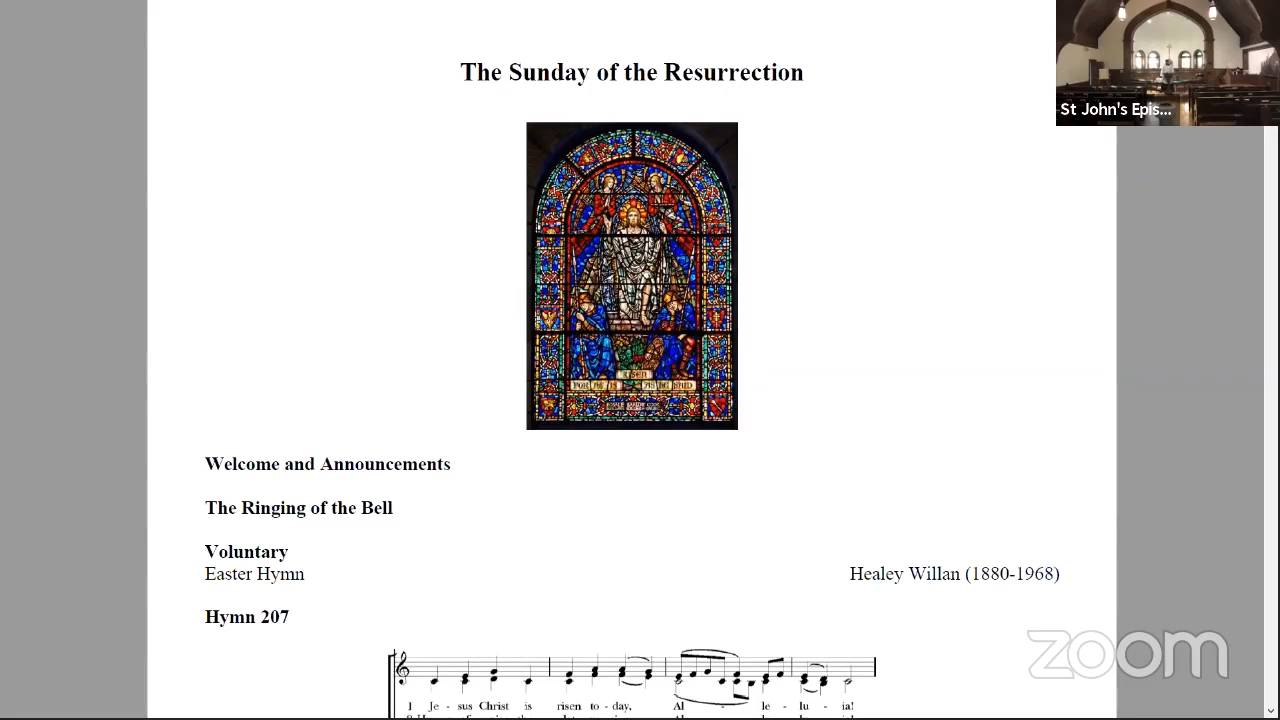 The Sunday of the Resurrection
St John's Epis...
Welcome and Announcements
The Ringing of the Bell
Voluntary
Easter Hymn
Healey Willan (1880-1968)
Hymn 207
zoom
1 Je - sus Christ is risen to - day, Al - le - lu - ia!